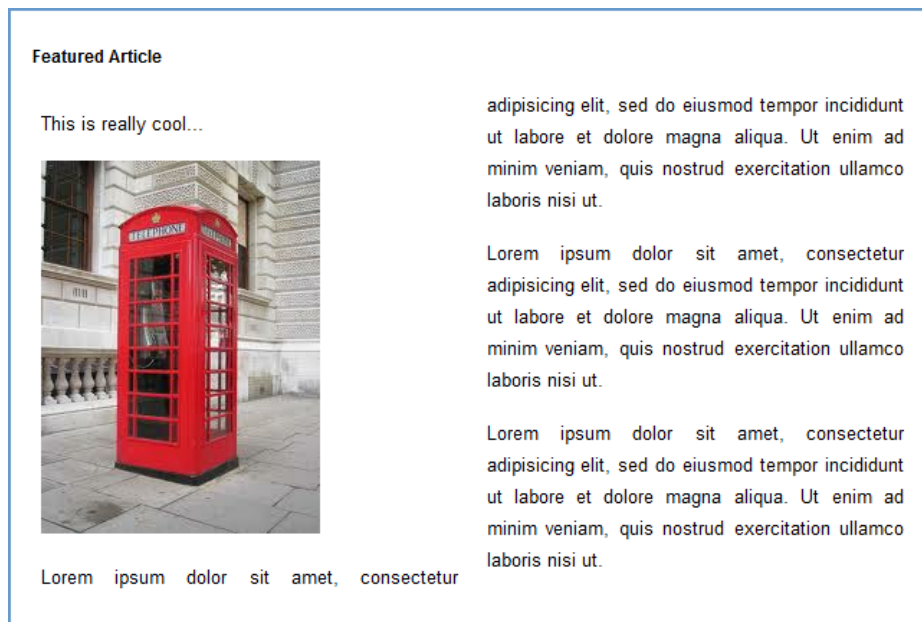 Featured Article
This is really cool...
TELEPHONE
TELEPHONE
Lorem ipsum dolor sit amet, consectetur
adipisicing elit, sed do eiusmod tempor incididunt
ut labore et dolore magna aliqua. Ut enim ad
minim veniam, quis nostrud exercitation ullamco
laboris nisi ut.
Lorem ipsum dolor sit amet, consectetur
adipisicing elit, sed do eiusmod tempor incididunt
ut labore et dolore magna aliqua. Ut enim ad
minim veniam, quis nostrud exercitation ullamco
laboris nisi ut.
Lorem ipsum dolor sit amet, consectetur
adipisicing elit, sed do eiusmod tempor incididunt
ut labore et dolore magna aliqua. Ut enim ad
minim veniam, quis nostrud exercitation ullamco
laboris nisi ut.